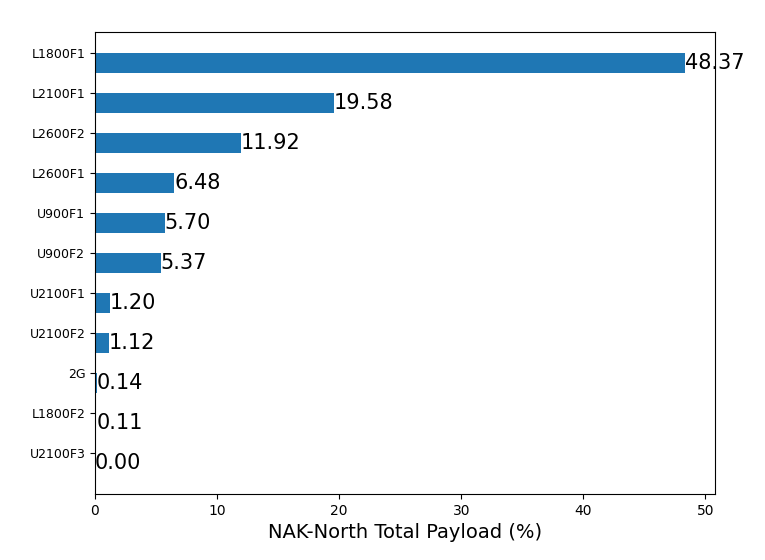 L1800F1 48.37
L2100F1 19.58
L2600F2 11.92
L2600F1 6.48
U900F1 5.70
U900F2 5.37
U2100F1 1.20
U2100F2 1.12
2G 0.14
L1800F2 0.11
U2100F3 0.00
0 10 20 30 40 50
NAK-North Total Payload (%)